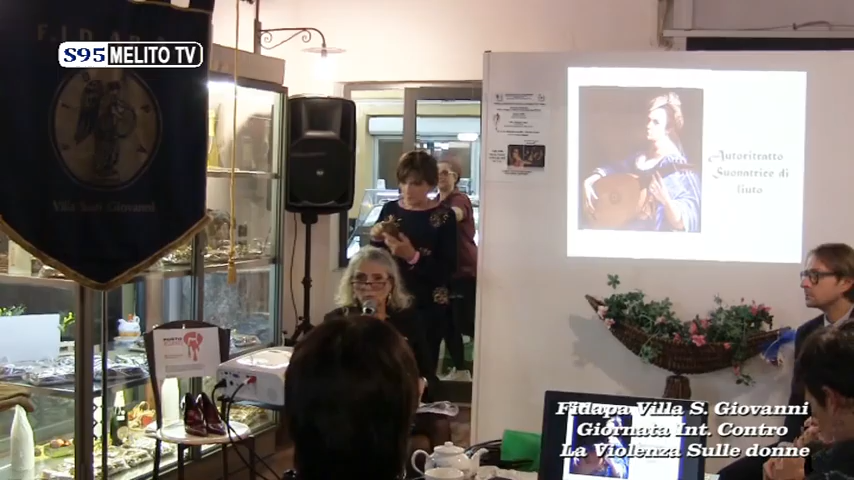 F.I.D.A.P.A.
S95 MELITO TV
Villa San Giovanni
Autoritratto
Suonatrice di
liuto
POSTO
Fidapa Villa S. Giovanni
Giornata Int. Contro
La Violenza Sulle donne